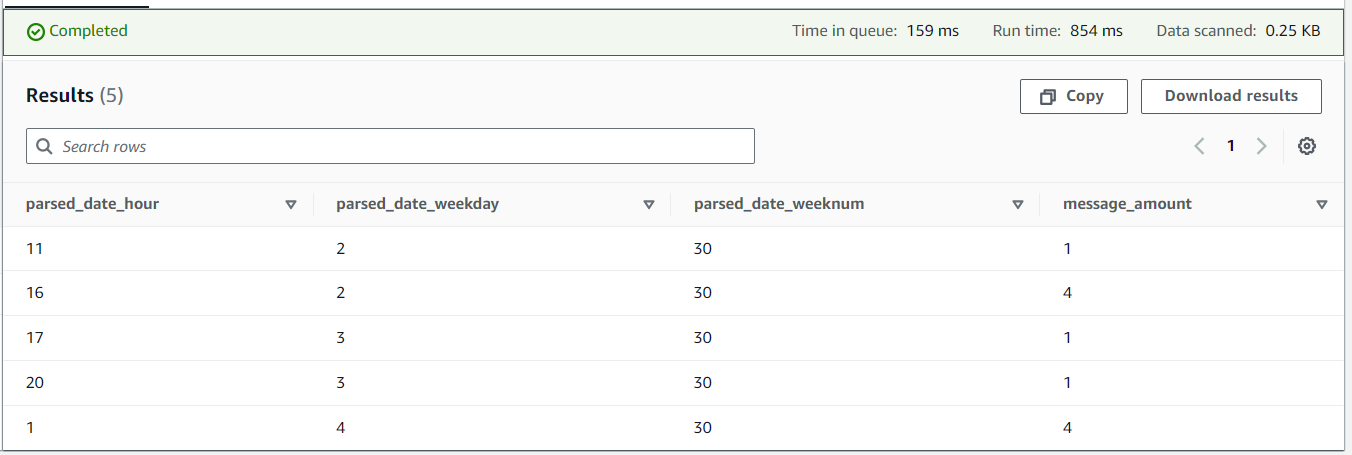 Completed Time in queue: 159 ms Run time: 854 ms Data scanned: 0.25 KB
Results (5) Copy Download results
Search rows 1
parsed_date_hour parsed_date_weekday parsed_date_weeknum message_amount
11 2 30 1
16 2 30 4
17 3 30 1
20 3 30 1
1 4 30 4